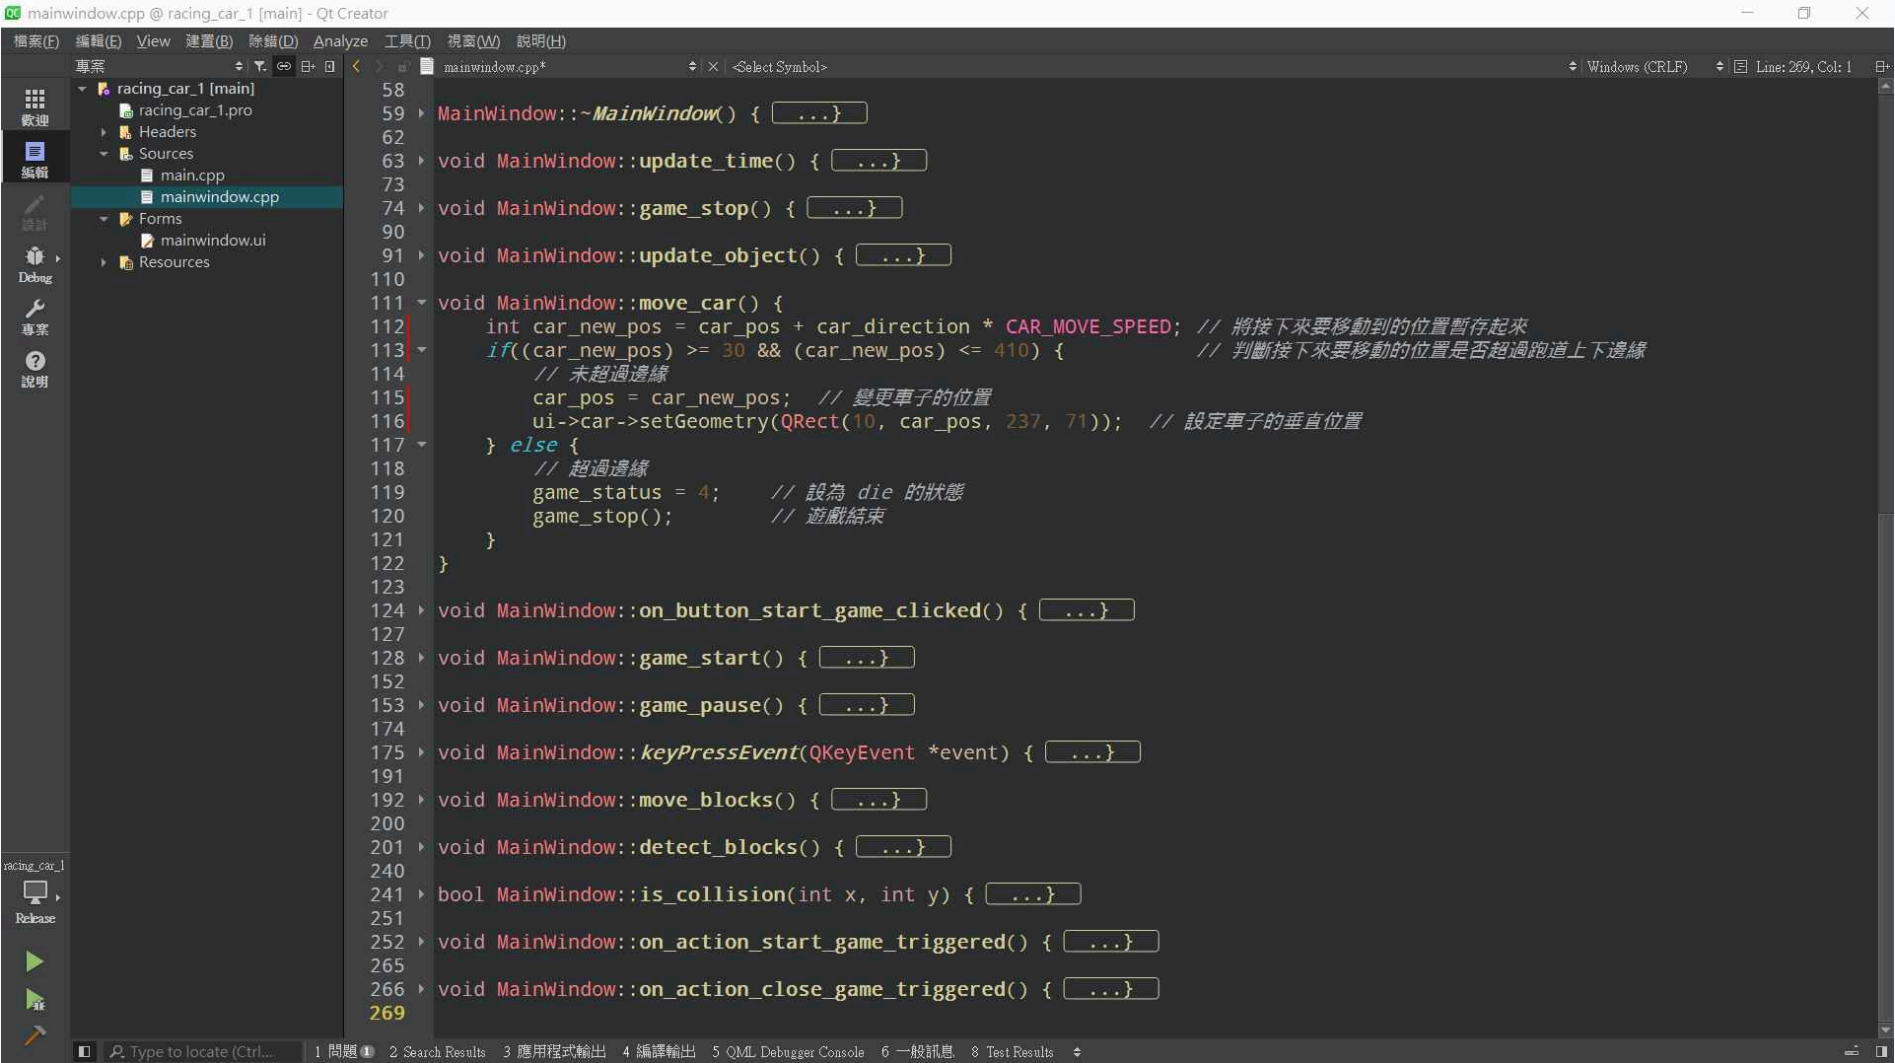 mainwindow.cpp @ racing_car_1 [main] - Qt Creator
檔案(F) 編輯(E) View 建置(B) 除錯(D) Analyze 工具(T) 視窗(W) 說明(H)
專案
mainwindow.cpp* <Select Symbol> Windows (CRLF) Line: 269, Col: 1
歡迎
編輯
設計
Debug
專案
說明
racing_car_1
Release
racing_car_1 [main]
racing_car_1.pro
Headers
Sources
main.cpp
mainwindow.cpp
Forms
mainwindow.ui
Resources
58
59 MainWindow::~MainWindow() { ...}
62
63 void MainWindow::update_time() { ...}
73
74 void MainWindow::game_stop() { ...}
90
91 void MainWindow::update_object() { ...}
110
111 void MainWindow::move_car() {
112 int car_new_pos = car_pos + car_direction * CAR_MOVE_SPEED; // 將接下來要移動到的位置暫存起來
113 if((car_new_pos) >= 30 && (car_new_pos) <= 410) { // 判斷接下來要移動的位置是否超過跑道上下邊緣
114 // 未超過邊緣
115 car_pos = car_new_pos; // 變更車子的位置
116 ui->car->setGeometry(QRect(10, car_pos, 237, 71)); // 設定車子的垂直位置
117 } else {
118 // 超過邊緣
119 game_status = 4; // 設為 die 的狀態
120 game_stop(); // 遊戲結束
121 }
122 }
123
124 void MainWindow::on_button_start_game_clicked() { ...}
127
128 void MainWindow::game_start() { ...}
152
153 void MainWindow::game_pause() { ...}
174
175 void MainWindow::keyPressEvent(QKeyEvent *event) { ...}
191
192 void MainWindow::move_blocks() { ...}
200
201 void MainWindow::detect_blocks() { ...}
240
241 bool MainWindow::is_collision(int x, int y) { ...}
251
252 void MainWindow::on_action_start_game_triggered() { ...}
265
266 void MainWindow::on_action_close_game_triggered() { ...}
269
Type to locate (Ctrl... 1 問題 1 2 Search Results 3 應用程式輸出 4 編譯輸出 5 QML Debugger Console 6 一般訊息 8 Test Results